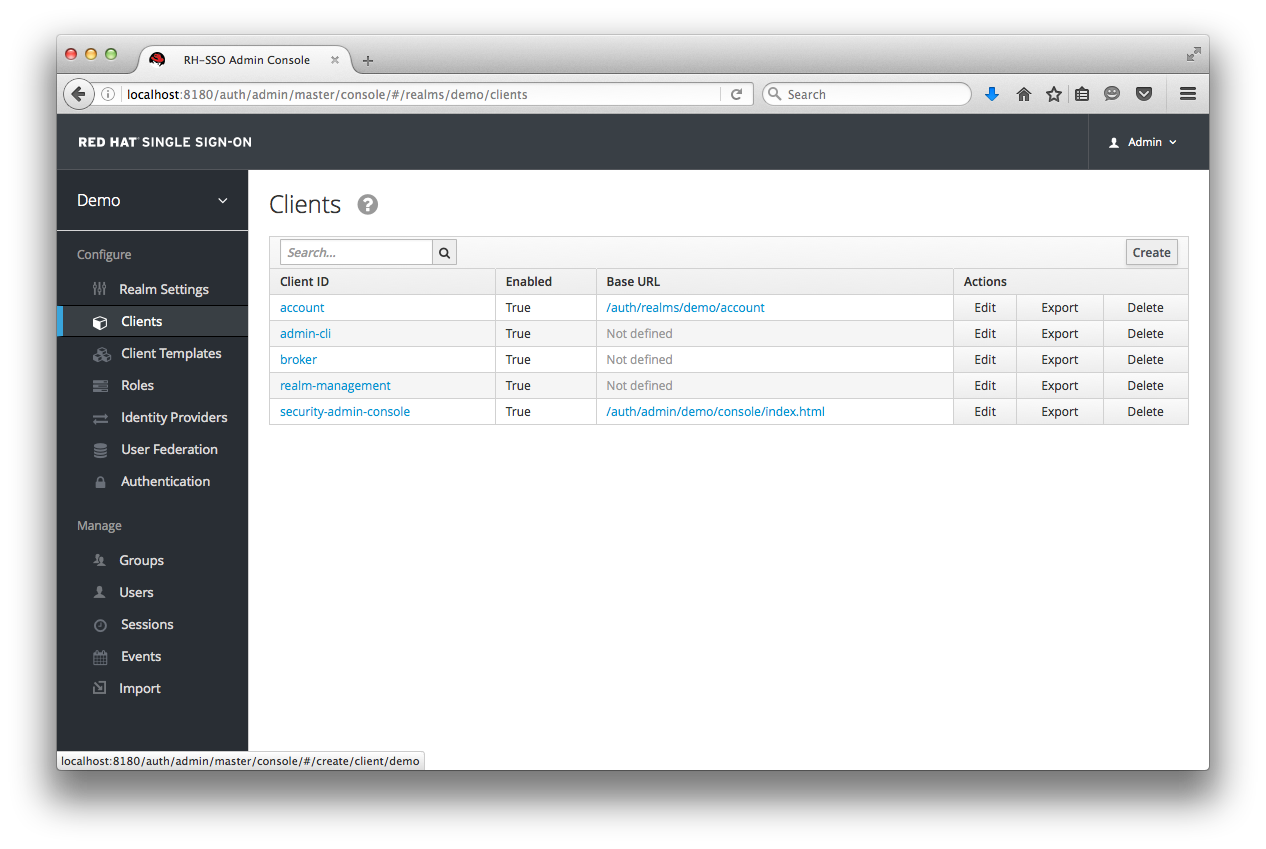 RH-SSO Admin Console
localhost:8180/auth/admin/master/console/#/realms/demo/clients
Search
RED HAT SINGLE SIGN-ON
Admin
Demo
Configure
Realm Settings
Clients
Client Templates
Roles
Identity Providers
User Federation
Authentication
Manage
Groups
Users
Sessions
Events
Import
Clients ?
Search...
Create
Client ID Enabled Base URL Actions
account True /auth/realms/demo/account Edit Export Delete
admin-cli True Not defined Edit Export Delete
broker True Not defined Edit Export Delete
realm-management True Not defined Edit Export Delete
security-admin-console True /auth/admin/demo/console/index.html Edit Export Delete
localhost:8180/auth/admin/master/console/#/create/client/demo